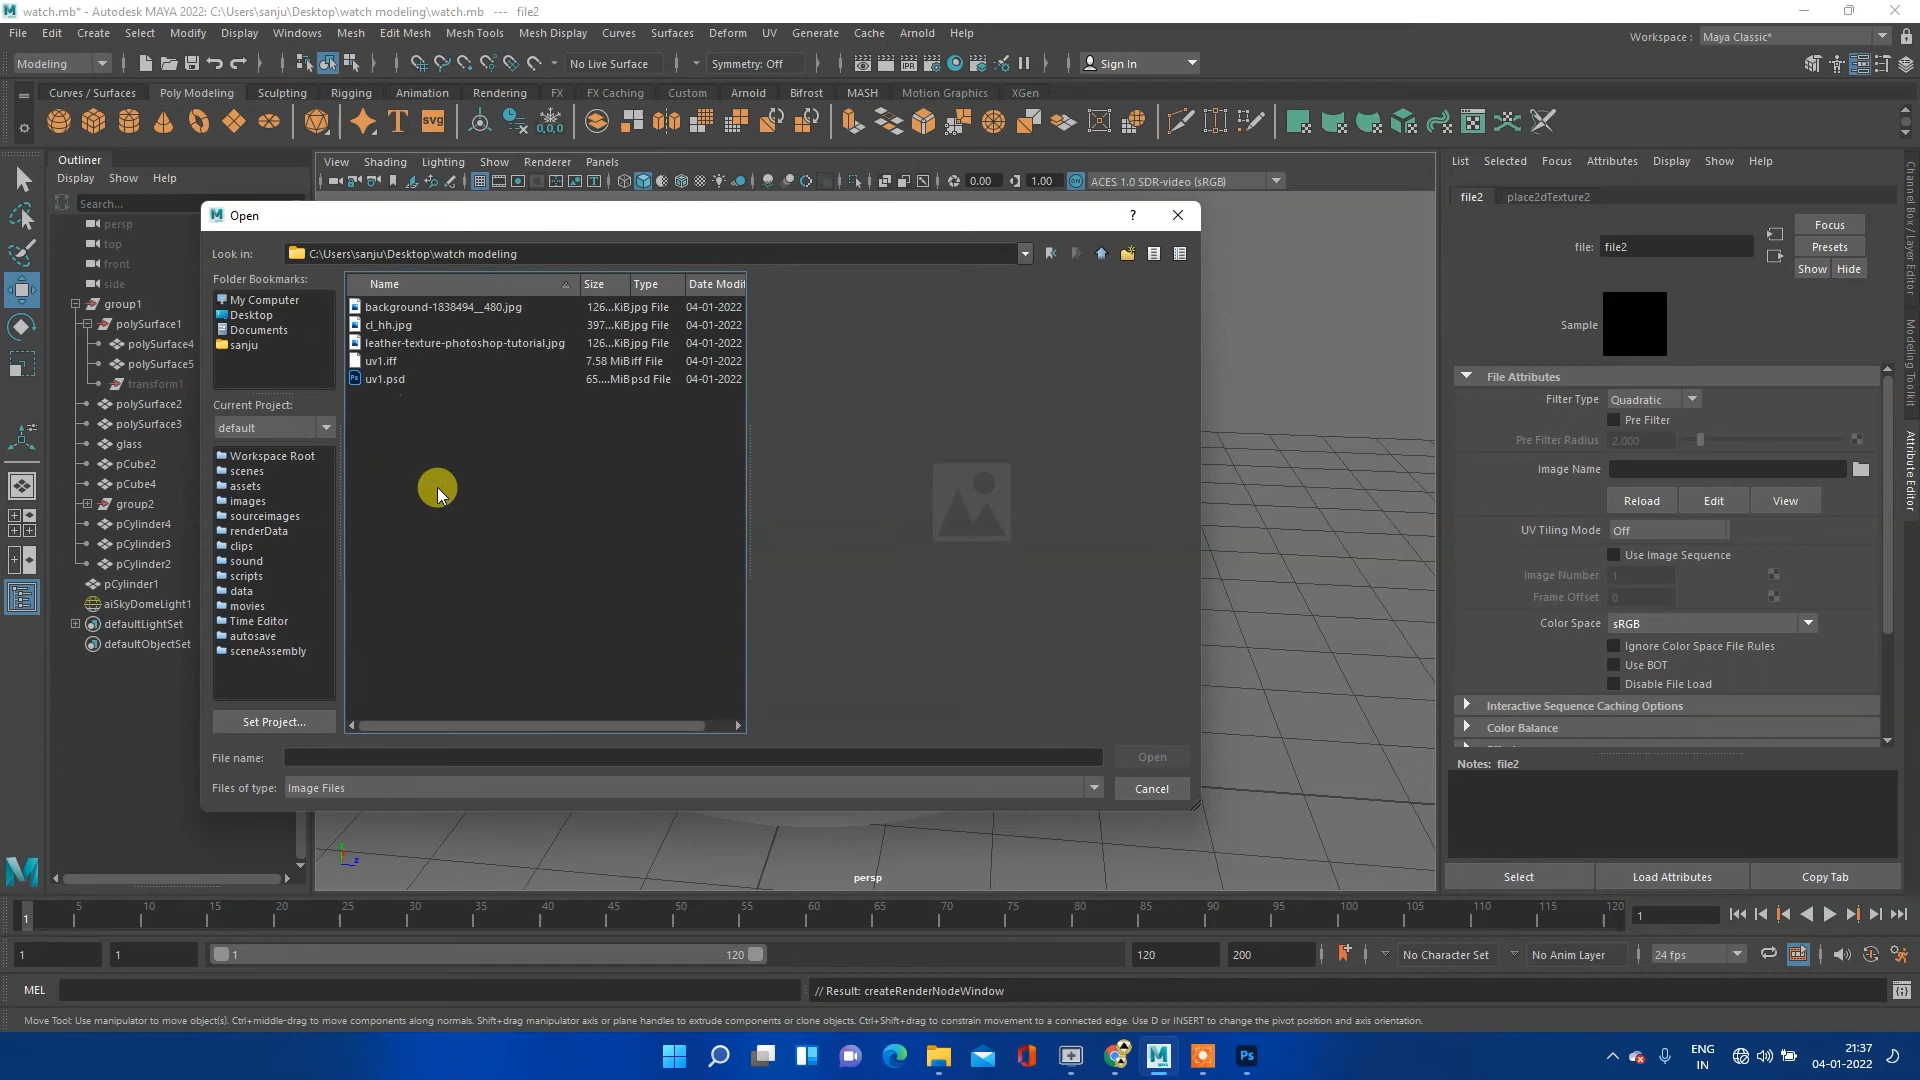 watch.mb* - Autodesk MAYA 2022: C:\Users\sanju\Desktop\watch modeling\watch.mb --- file2
File Edit Create Select Modify Display Windows Mesh Edit Mesh Mesh Tools Mesh Display Curves Surfaces Deform UV Generate Cache Arnold Help
Workspace : Maya Classic*
Modeling No Live Surface Symmetry: Off Sign In
Curves / Surfaces Poly Modeling Sculpting Rigging Animation Rendering FX FX Caching Custom Arnold Bifrost MASH Motion Graphics XGen
Outliner
Display Show Help
Search...
persp
top
front
side
group1
polySurface1
polySurface4
polySurface5
transform1
polySurface2
polySurface3
glass
pCube2
pCube4
group2
pCylinder4
pCylinder3
pCylinder2
pCylinder1
aiSkyDomeLight1
defaultLightSet
defaultObjectSet
View Shading Lighting Show Renderer Panels
0.00 1.00 ACES 1.0 SDR-video (sRGB)
Open
Look in: C:\Users\sanju\Desktop\watch modeling
Folder Bookmarks:
My Computer
Desktop
Documents
sanju
Current Project:
default
Workspace Root
scenes
assets
images
sourceimages
renderData
clips
sound
scripts
data
movies
Time Editor
autosave
sceneAssembly
Set Project...
Name Size Type Date Modif
background-1838494__480.jpg 126...KiB jpg File 04-01-2022
cl_hh.jpg 397...KiB jpg File 04-01-2022
leather-texture-photoshop-tutorial.jpg 126...KiB jpg File 04-01-2022
uv1.iff 7.58 MiB iff File 04-01-2022
uv1.psd 65....MiB psd File 04-01-2022
File name: Open
Files of type: Image Files Cancel
persp
List Selected Focus Attributes Display Show Help
file2 place2dTexture2
file: file2
Focus
Presets
Show Hide
Sample
File Attributes
Filter Type Quadratic
Pre Filter
Pre Filter Radius 2.000
Image Name
Reload Edit View
UV Tiling Mode Off
Use Image Sequence
Image Number 1
Frame Offset 0
Color Space sRGB
Ignore Color Space File Rules
Use BOT
Disable File Load
Interactive Sequence Caching Options
Color Balance
Notes: file2
Select Load Attributes Copy Tab
Channel Box / Layer Editor
Modeling Toolkit
Attribute Editor
1 5 10 15 20 25 30 35 40 45 50 55 60 65 70 75 80 85 90 95 100 105 110 115 120 1
1 1 1 120 120 200 No Character Set No Anim Layer 24 fps
MEL // Result: createRenderNodeWindow
Move Tool: Use manipulator to move object(s). Ctrl+middle-drag to move components along normals. Shift+drag manipulator axis or plane handles to extrude components or clone objects. Ctrl+Shift+drag to constrain movement to a connected edge. Use D or INSERT to change the pivot position and axis orientation.
ENG
IN
21:37
04-01-2022